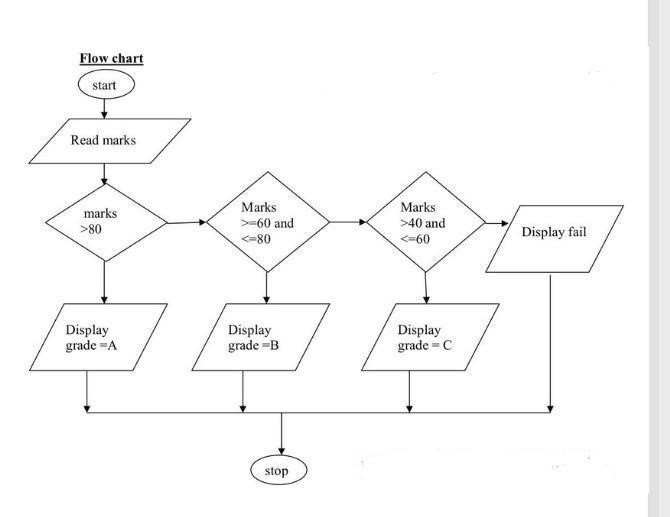 Flow chart
start
Read marks
marks
>80
Marks
>=60 and
<=80
Marks
>40 and
<=60
Display fail
Display
grade =A
Display
grade =B
Display
grade = C
stop